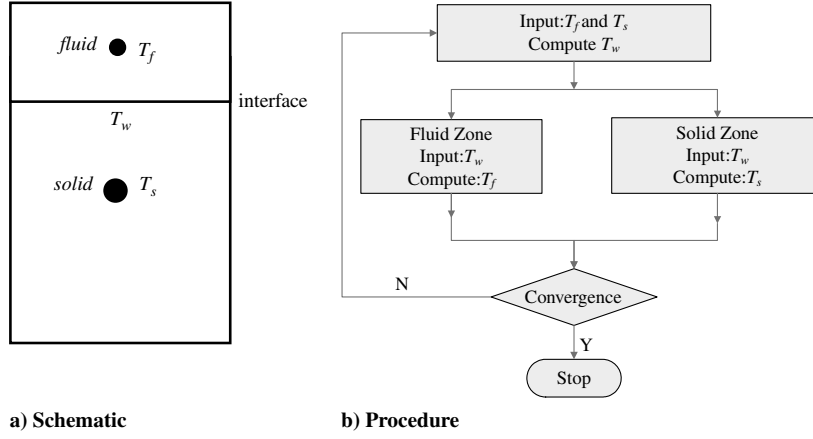 fluid
T_f
interface
T_w
solid
T_s
a) Schematic
Input:T_f and T_s
Compute T_w
Fluid Zone
Input:T_w
Compute:T_f
Solid Zone
Input:T_w
Compute:T_s
Convergence
N
Y
Stop
b) Procedure